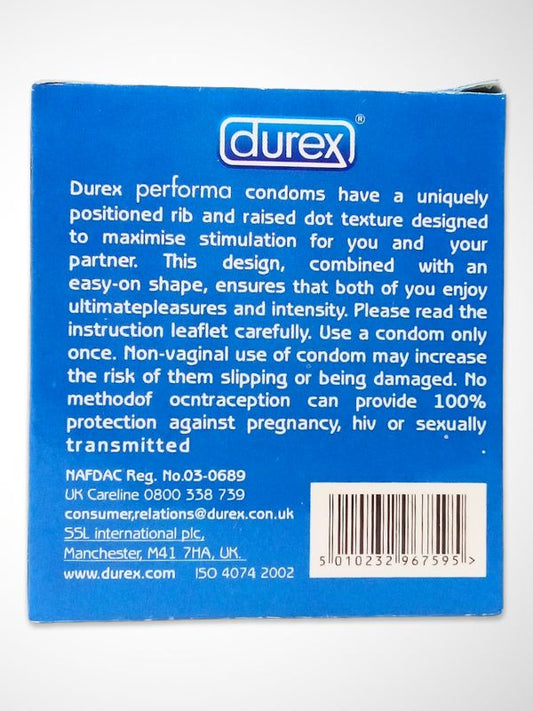 durex®
Durex performa condoms have a uniquely
positioned rib and raised dot texture designed
to maximise stimulation for you and your
partner. This design, combined with an
easy-on shape, ensures that both of you enjoy
ultimatepleasures and intensity. Please read the
instruction leaflet carefully. Use a condom only
once. Non-vaginal use of condom may increase
the risk of them slipping or being damaged. No
methodof ocntraception can provide 100%
protection against pregnancy, hiv or sexually
transmitted
NAFDAC Reg. No.03-0689
UK Careline 0800 338 739
consumer,relations@durex.con.uk
SSL international plc,
Manchester, M41 7HA, UK.
www.durex.com ISO 4074 2002
5 010232 967595 >